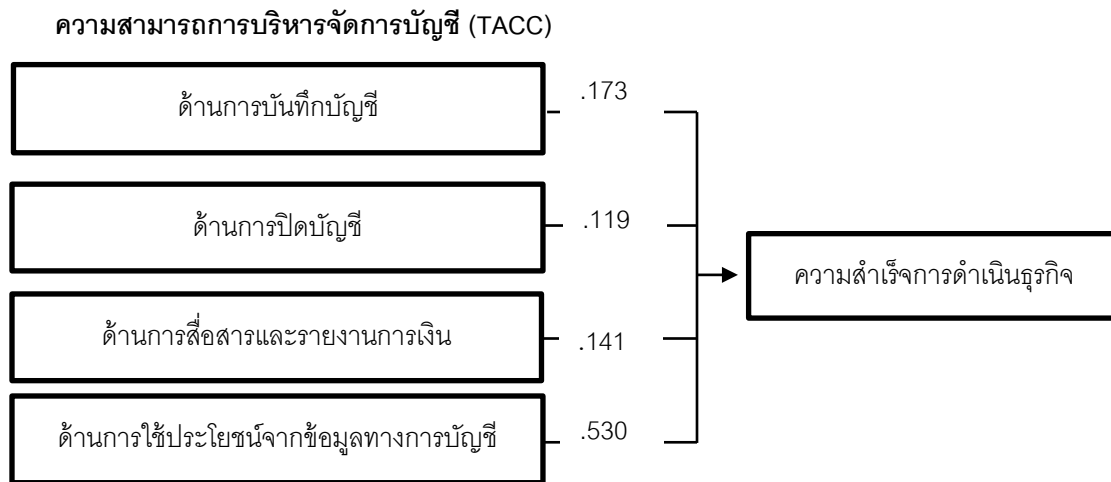 ความสามารถการบริหารจัดการบัญชี (TACC)
ด้านการบันทึกบัญชี
.173
ด้านการปิดบัญชี
.119
ด้านการสื่อสารและรายงานการเงิน
.141
ด้านการใช้ประโยชน์จากข้อมูลทางการบัญชี
.530
ความสำเร็จการดำเนินธุรกิจ